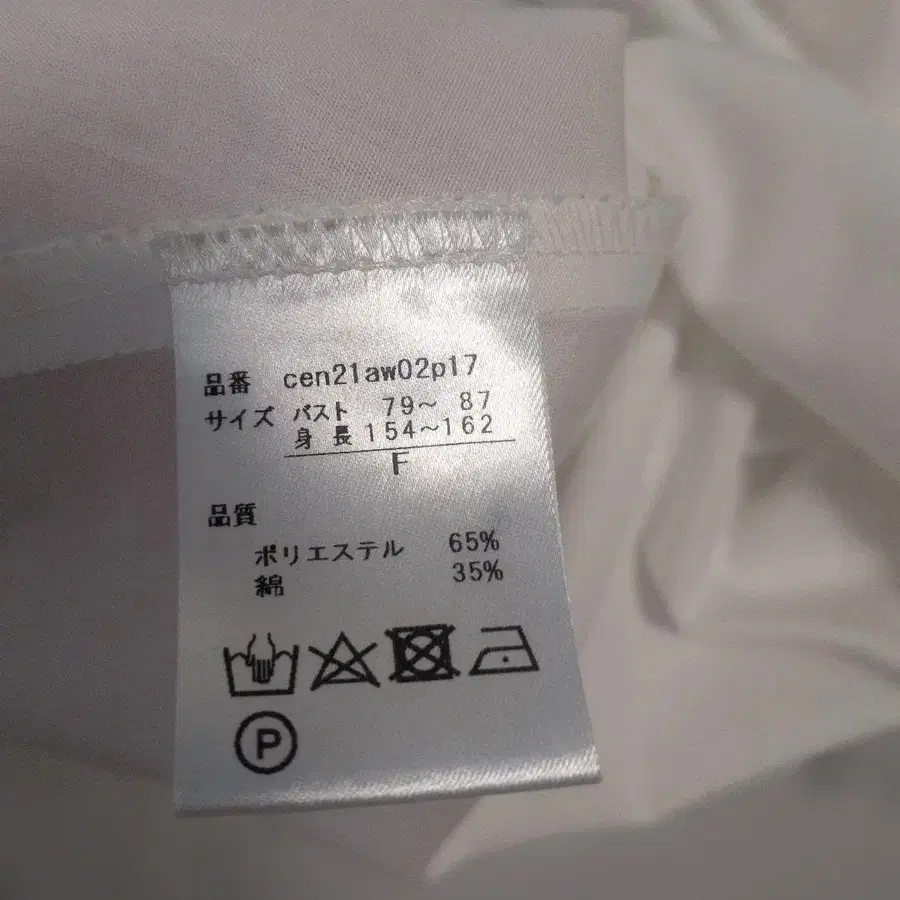 品番 cen21aw02p17
サイズ バスト 79～ 87
身 長 154～162
F
品質
ポリエステル 65%
綿 35%
P